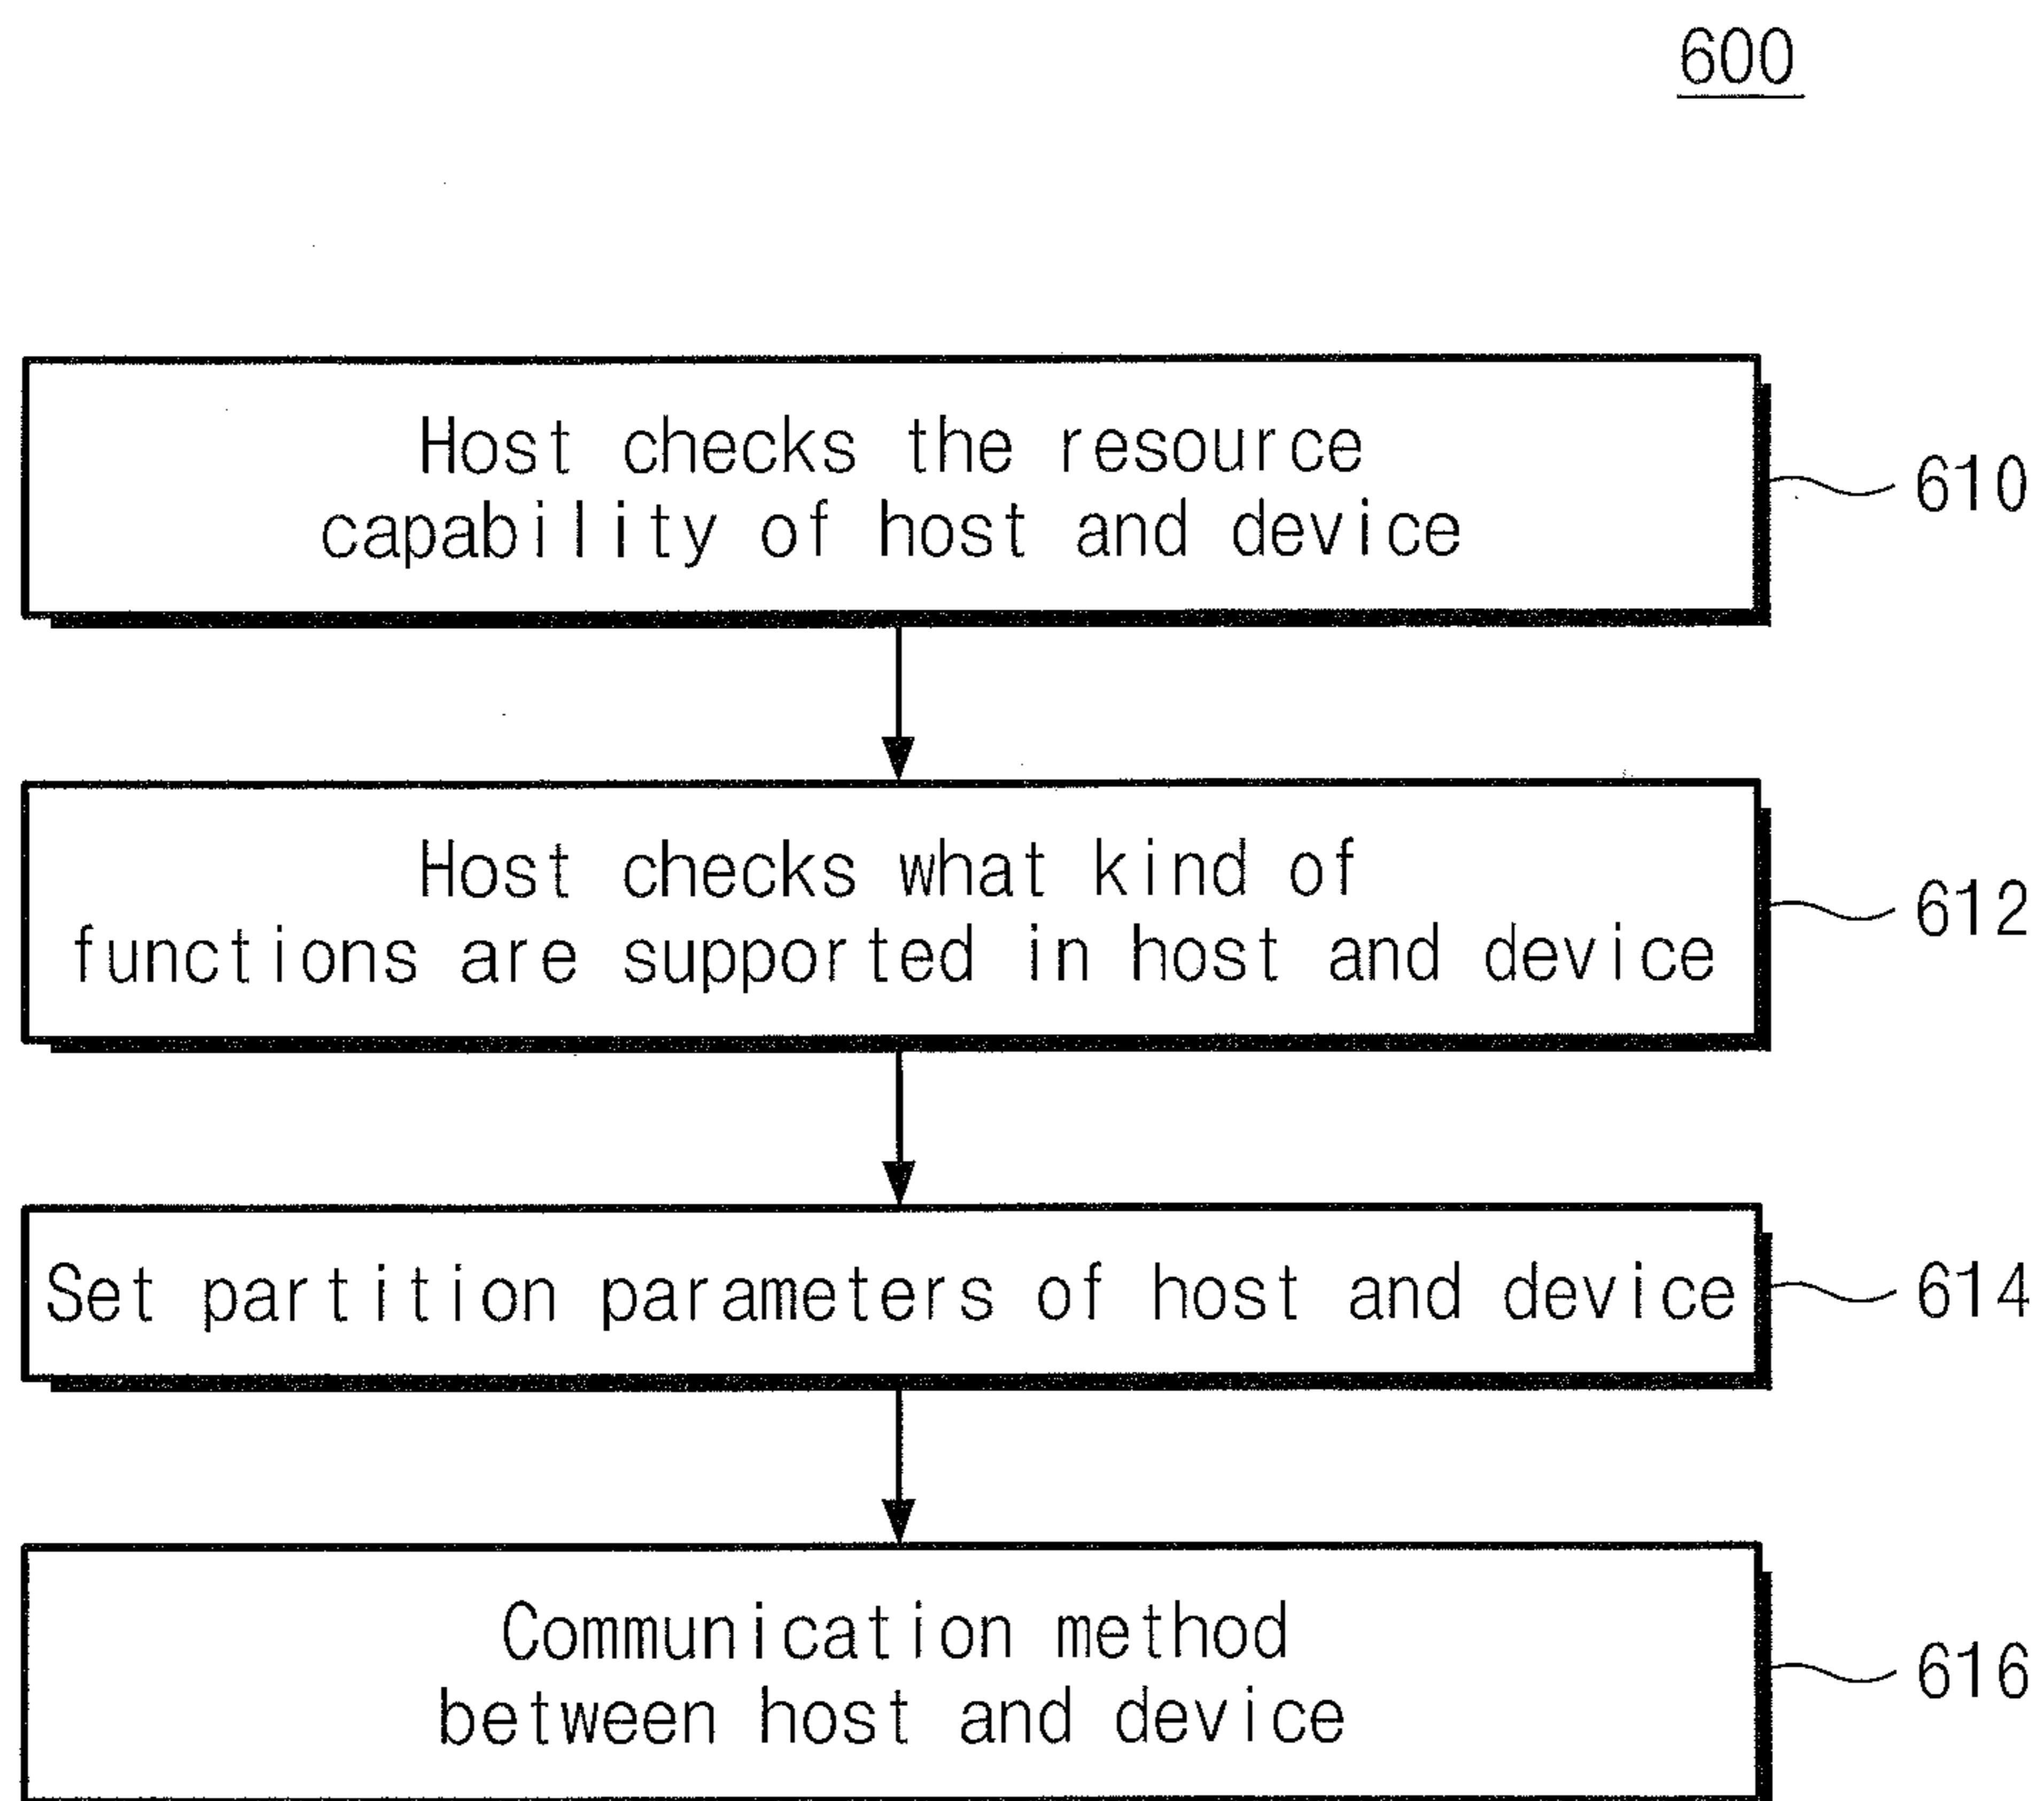 600
Host checks the resource
capability of host and device
610
Host checks what kind of
functions are supported in host and device
612
Set partition parameters of host and device
614
Communication method
between host and device
616